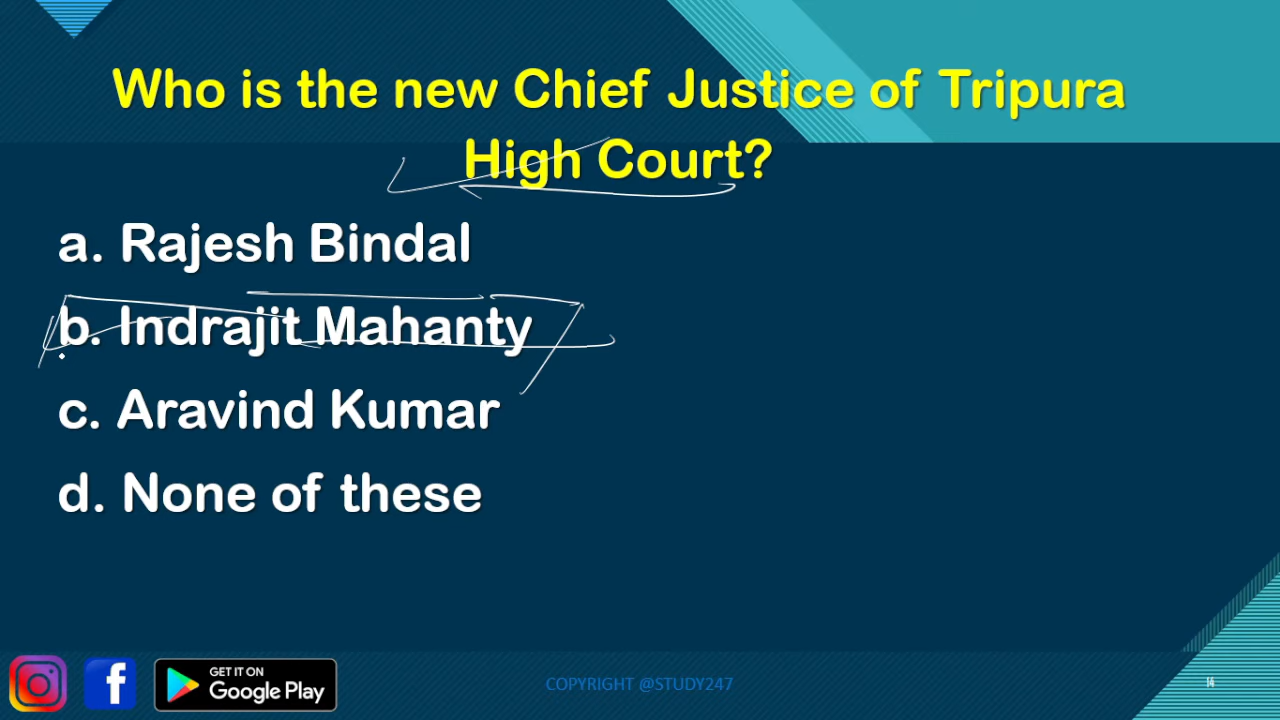 Who is the new Chief Justice of Tripura
High Court?
a. Rajesh Bindal
b. Indrajit Mahanty
c. Aravind Kumar
d. None of these
GET IT ON
Google Play
COPYRIGHT @STUDY247
14